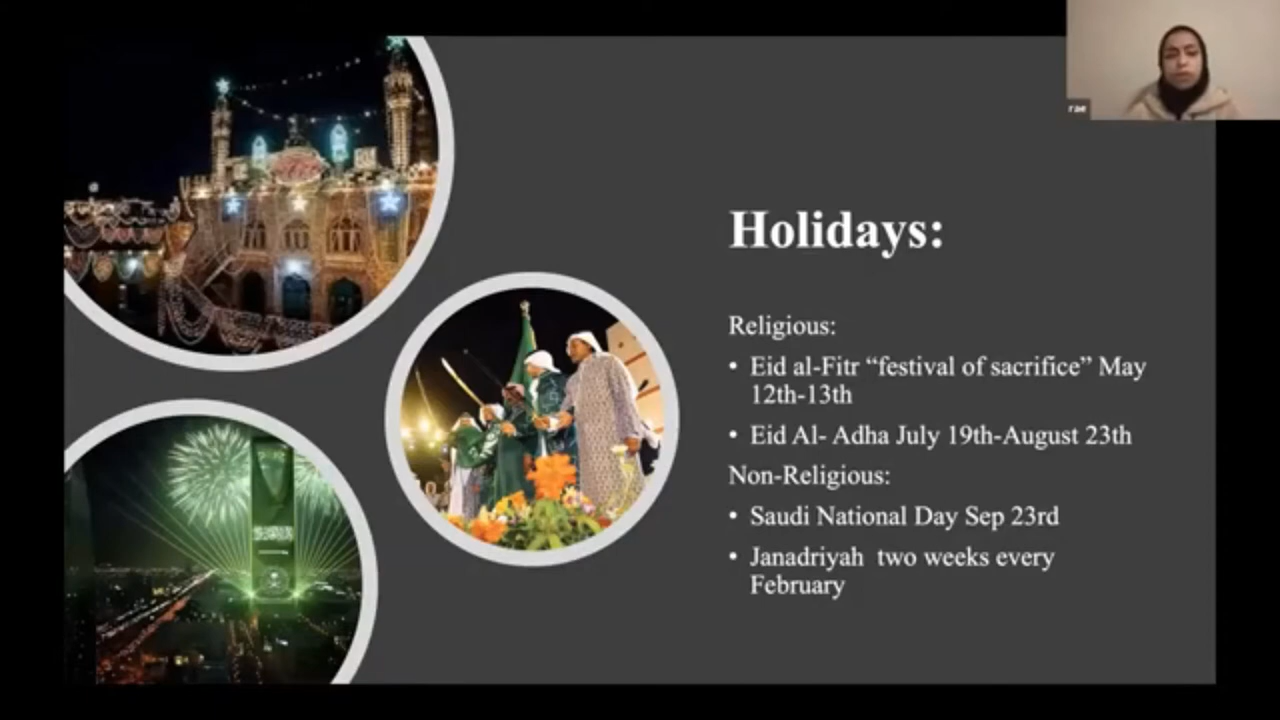 Holidays:
Religious:
• Eid al-Fitr “festival of sacrifice” May
12th-13th
• Eid Al- Adha July 19th-August 23th
Non-Religious:
• Saudi National Day Sep 23rd
• Janadriyah  two weeks every
February